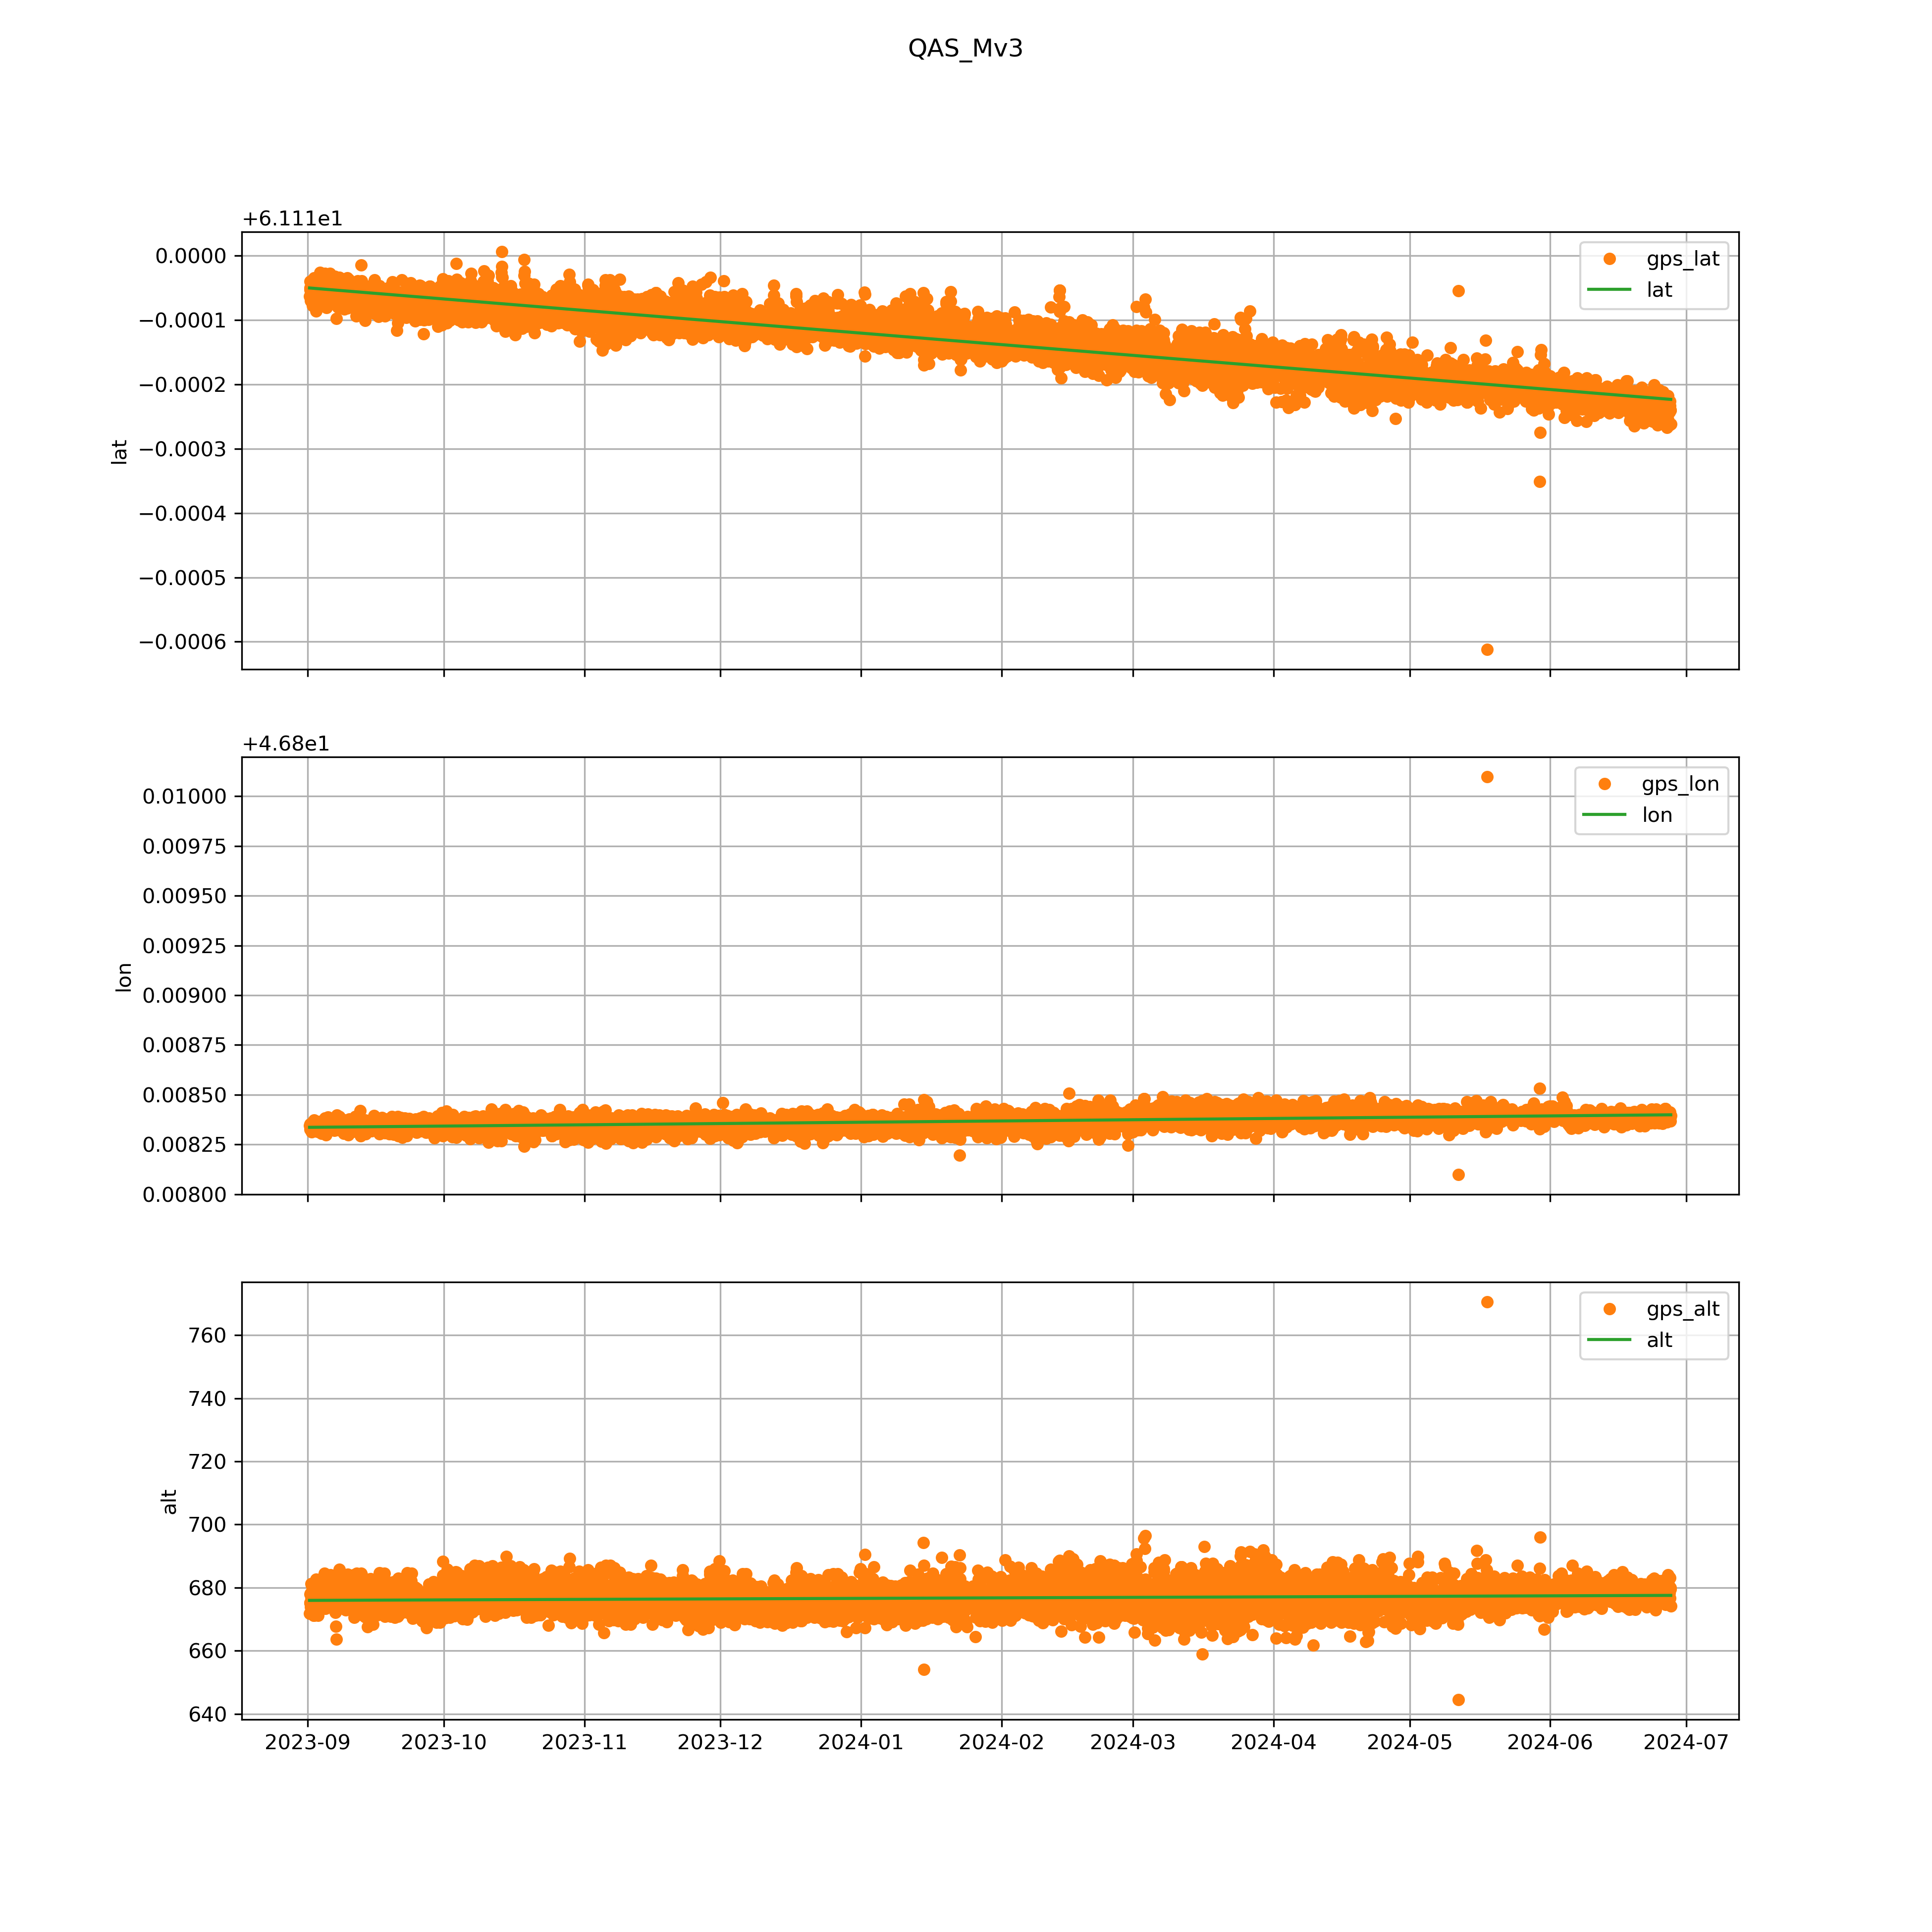 QAS_Mv3
+6.111e1
0.0000
−0.0001
−0.0002
−0.0003
−0.0004
−0.0005
−0.0006
lat
gps_lat
lat
+4.68e1
0.01000
0.00975
0.00950
0.00925
0.00900
0.00875
0.00850
0.00825
0.00800
lon
gps_lon
lon
760
740
720
700
680
660
640
alt
gps_alt
alt
2023-09 2023-10 2023-11 2023-12 2024-01 2024-02 2024-03 2024-04 2024-05 2024-06 2024-07